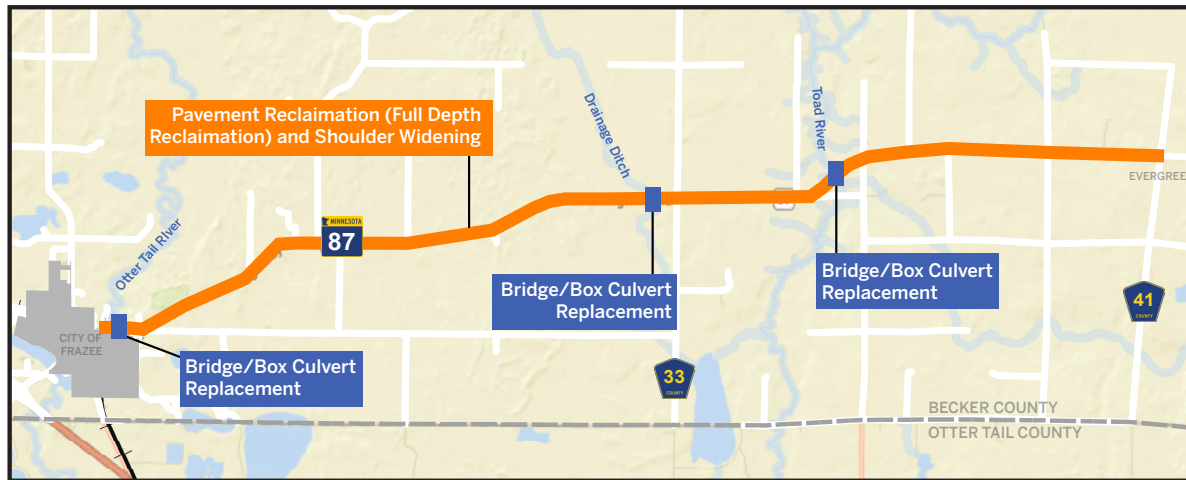 Pavement Reclamation (Full Depth
Reclaimation) and Shoulder Widening
Drainage Ditch
Toad River
Otter Tail RIver
MINNESOTA
87
EVERGREE
Bridge/Box Culvert
Replacement
Bridge/Box Culvert
Replacement
41
COUNTY
CITY OF
FRAZEE
Bridge/Box Culvert
Replacement
33
COUNTY
BECKER COUNTY
OTTER TAIL COUNTY